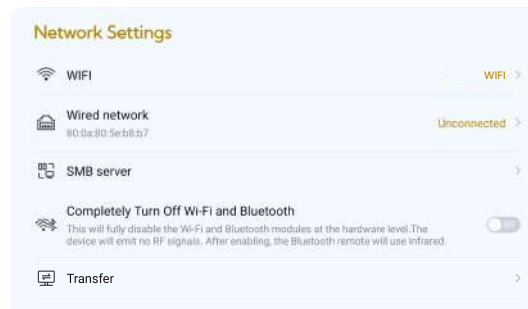 Network Settings
WIFI WIFI
Wired network
80:0a:80:5e:b8:b7 Unconnected
SMB server
Completely Turn Off Wi-Fi and Bluetooth
This will fully disable the Wi-Fi and Bluetooth modules at the hardware level.The
device will emit no RF signals. After enabling, the Bluetooth remote will use infrared.
Transfer